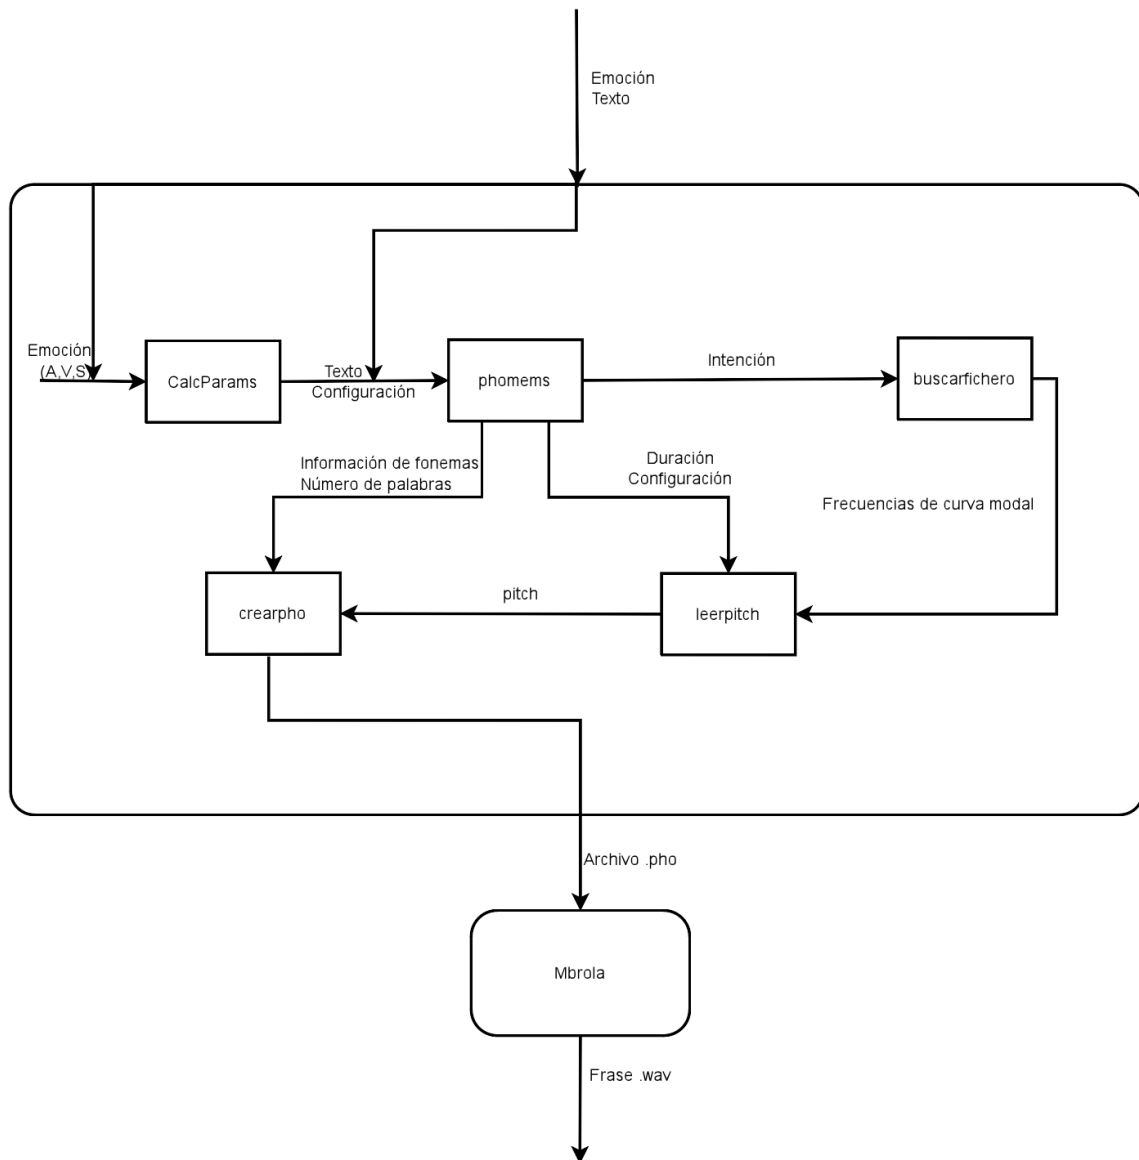 Emoción
Texto
Emoción
(A,V,S)
CalcParams
Texto
Configuración
phomems
Intención
buscarfichero
Información de fonemas
Número de palabras
Duración
Configuración
Frecuencias de curva modal
crearpho
pitch
leerpitch
Archivo .pho
Mbrola
Frase .wav